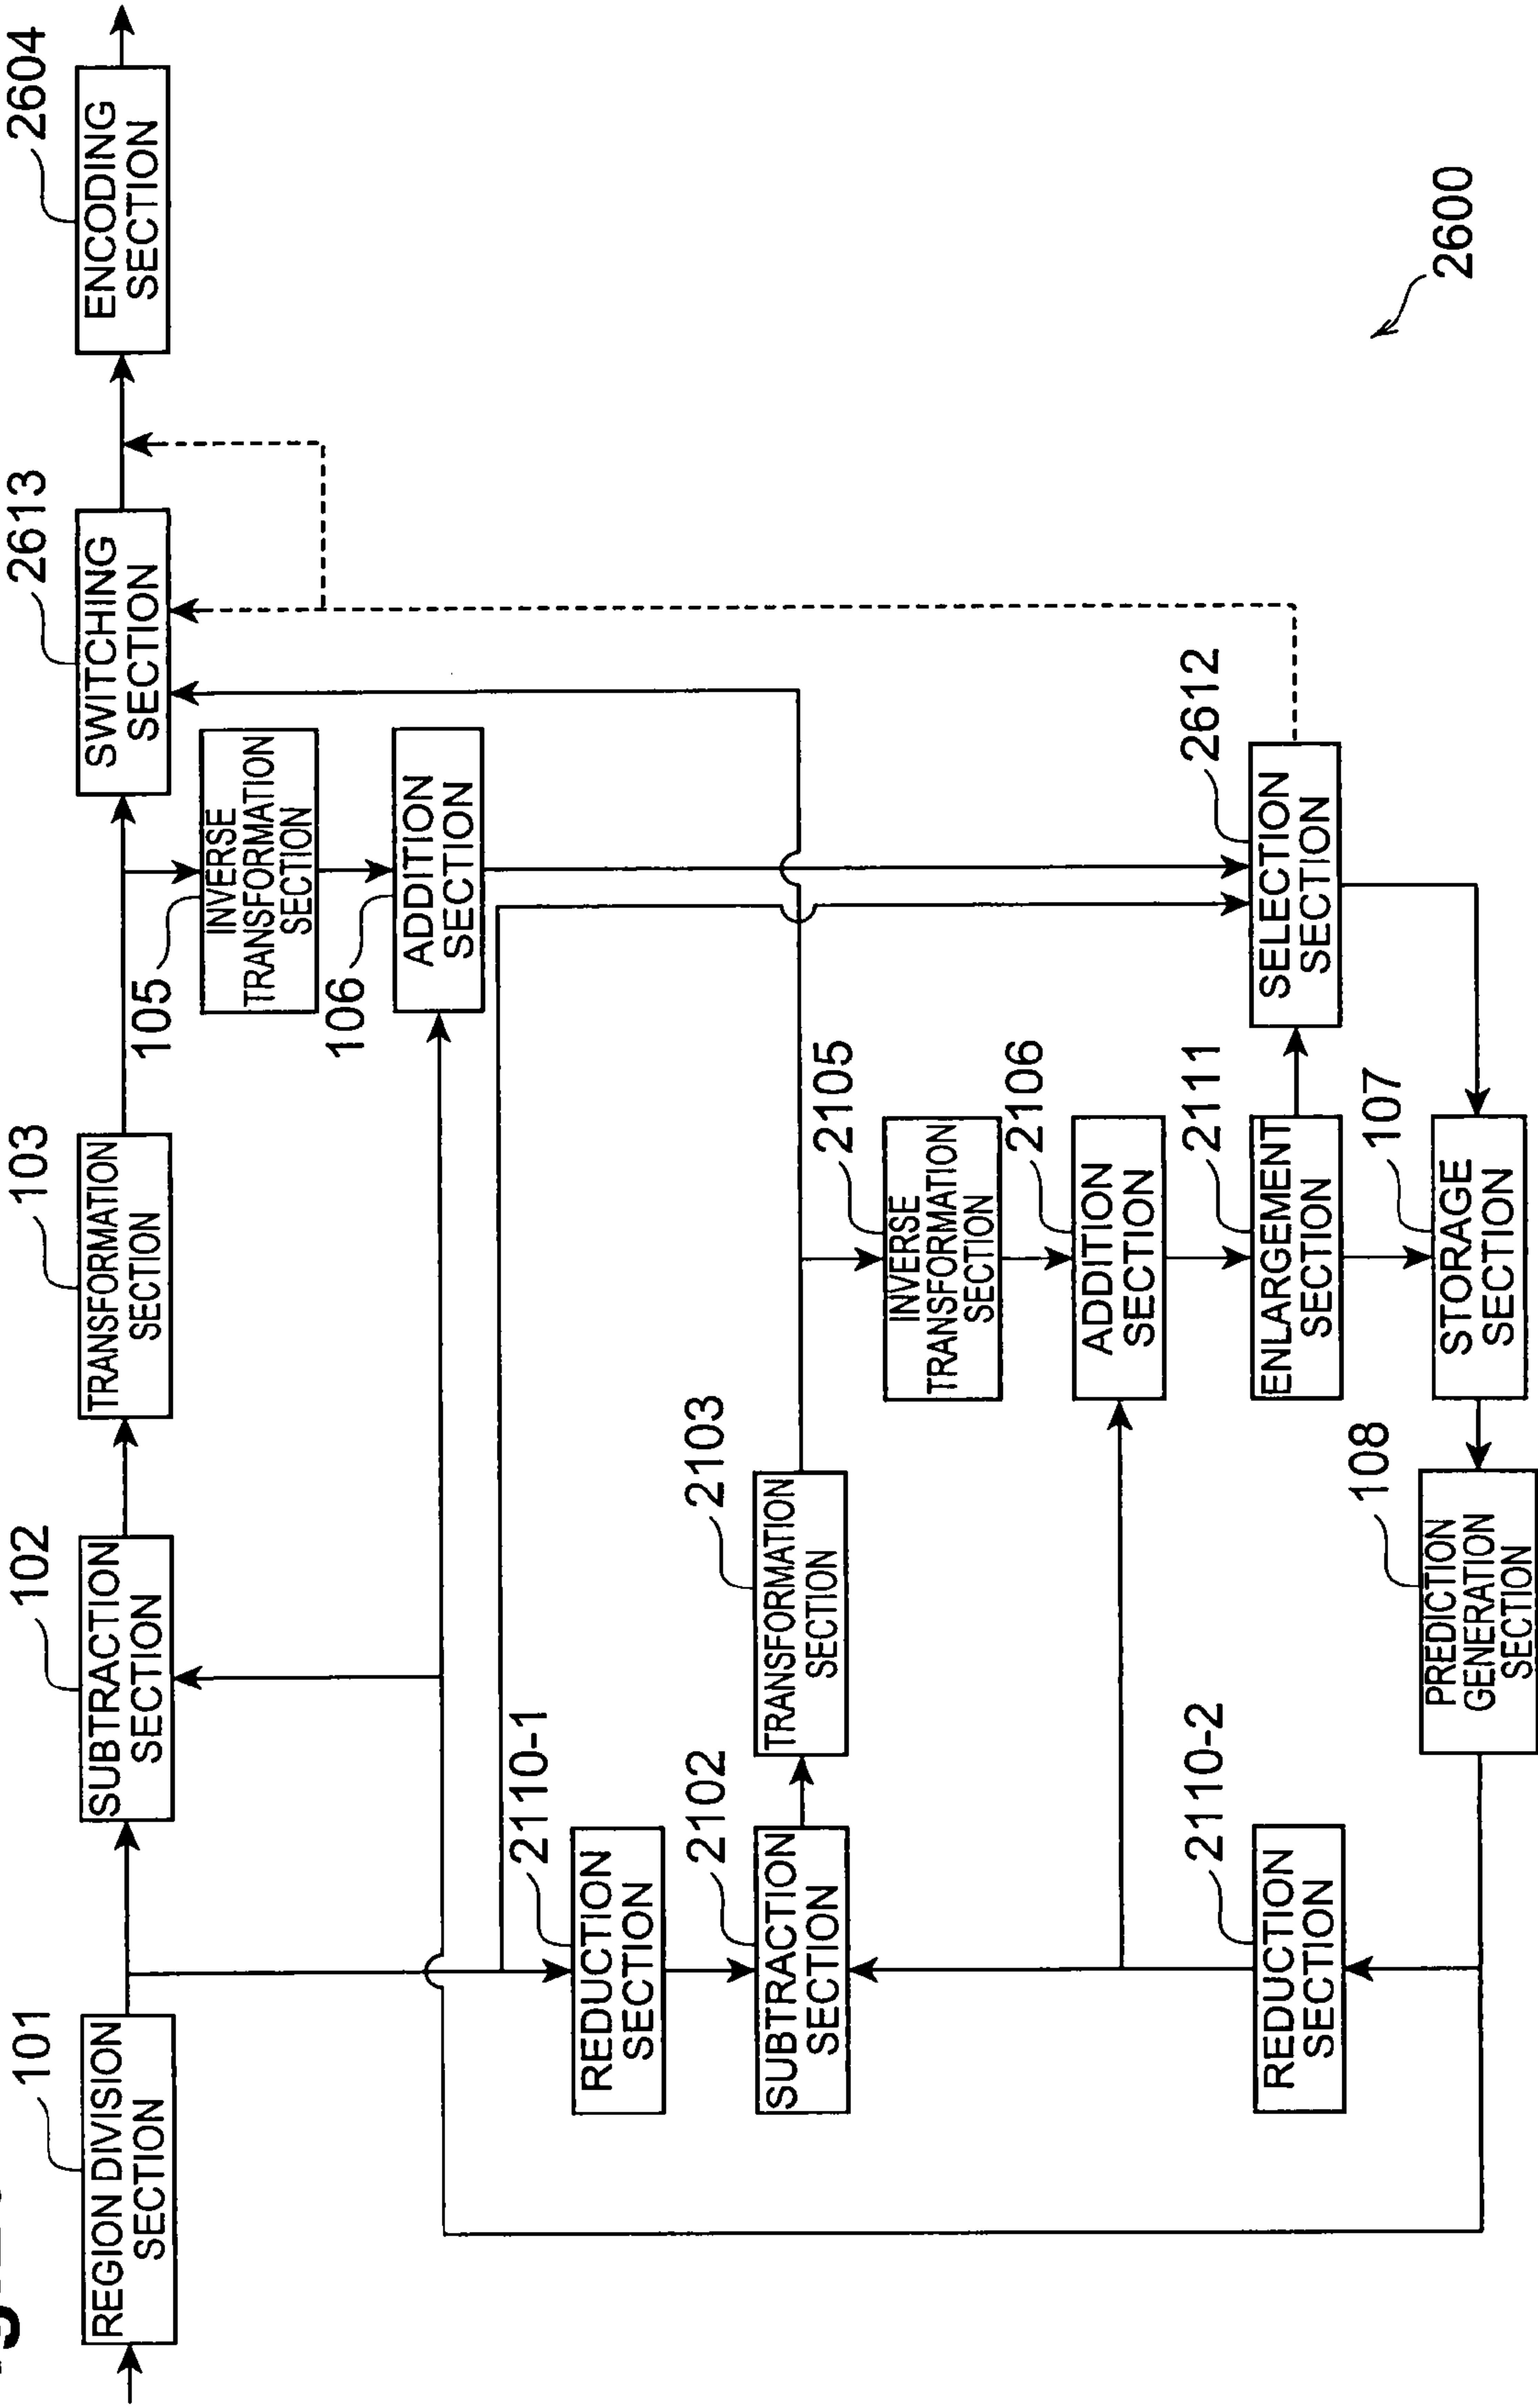 101
REGION DIVISION
SECTION
102
SUBTRACTION
SECTION
103
TRANSFORMATION
SECTION
2613
SWITCHING
SECTION
2604
ENCODING
SECTION
105
INVERSE
TRANSFORMATION
SECTION
106
ADDITION
SECTION
2110-1
REDUCTION
SECTION
2102
SUBTRACTION
SECTION
2103
TRANSFORMATION
SECTION
2105
INVERSE
TRANSFORMATION
SECTION
2106
ADDITION
SECTION
2110-2
REDUCTION
SECTION
2111
ENLARGEMENT
SECTION
2612
SELECTION
SECTION
108
PREDICTION
GENERATION
SECTION
107
STORAGE
SECTION
2600